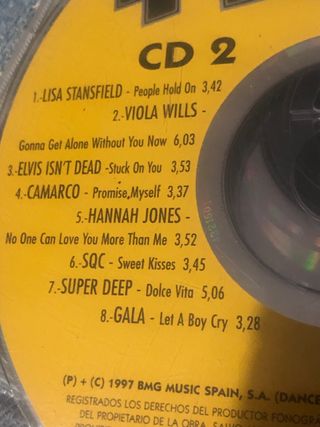 CD 2
1.-LISA STANSFIELD - People Hold On 3,42
2.-VIOLA WILLS -
Gonna Get Alone Without You Now 6,03
3.-ELVIS ISN'T DEAD -Stuck On You 3,53
4.-CAMARCO - Promise,Myself 3,37
5.-HANNAH JONES -
No One Can Love You More Than Me 3,52
6.-SQC - Sweet Kisses 3,45
7.-SUPER DEEP - Dolce Vita 5,06
8.-GALA - Let A Boy Cry 3,28
(P) + (C) 1997 BMG MUSIC SPAIN, S.A. (DANCE
REGISTRADOS LOS DERECHOS DEL PRODUCTOR FONOGRÁ
DEL PROPIETARIO DE LA OBRA. SALV